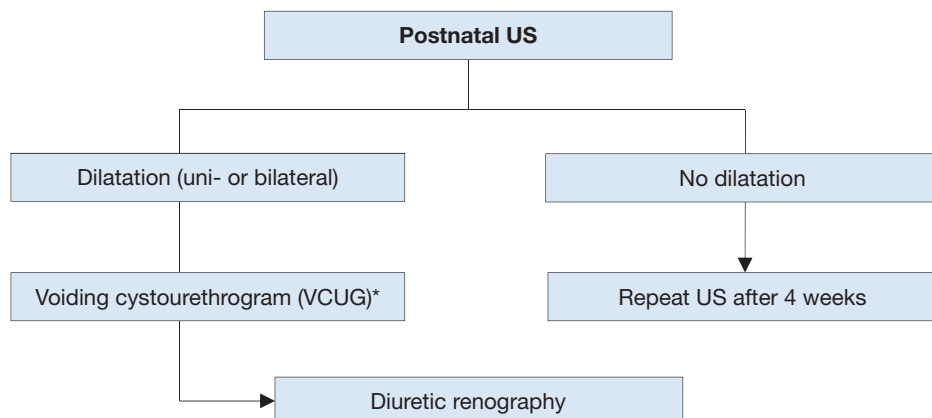 Postnatal US
Dilatation (uni- or bilateral)
No dilatation
Voiding cystourethrogram (VCUG)*
Repeat US after 4 weeks
Diuretic renography